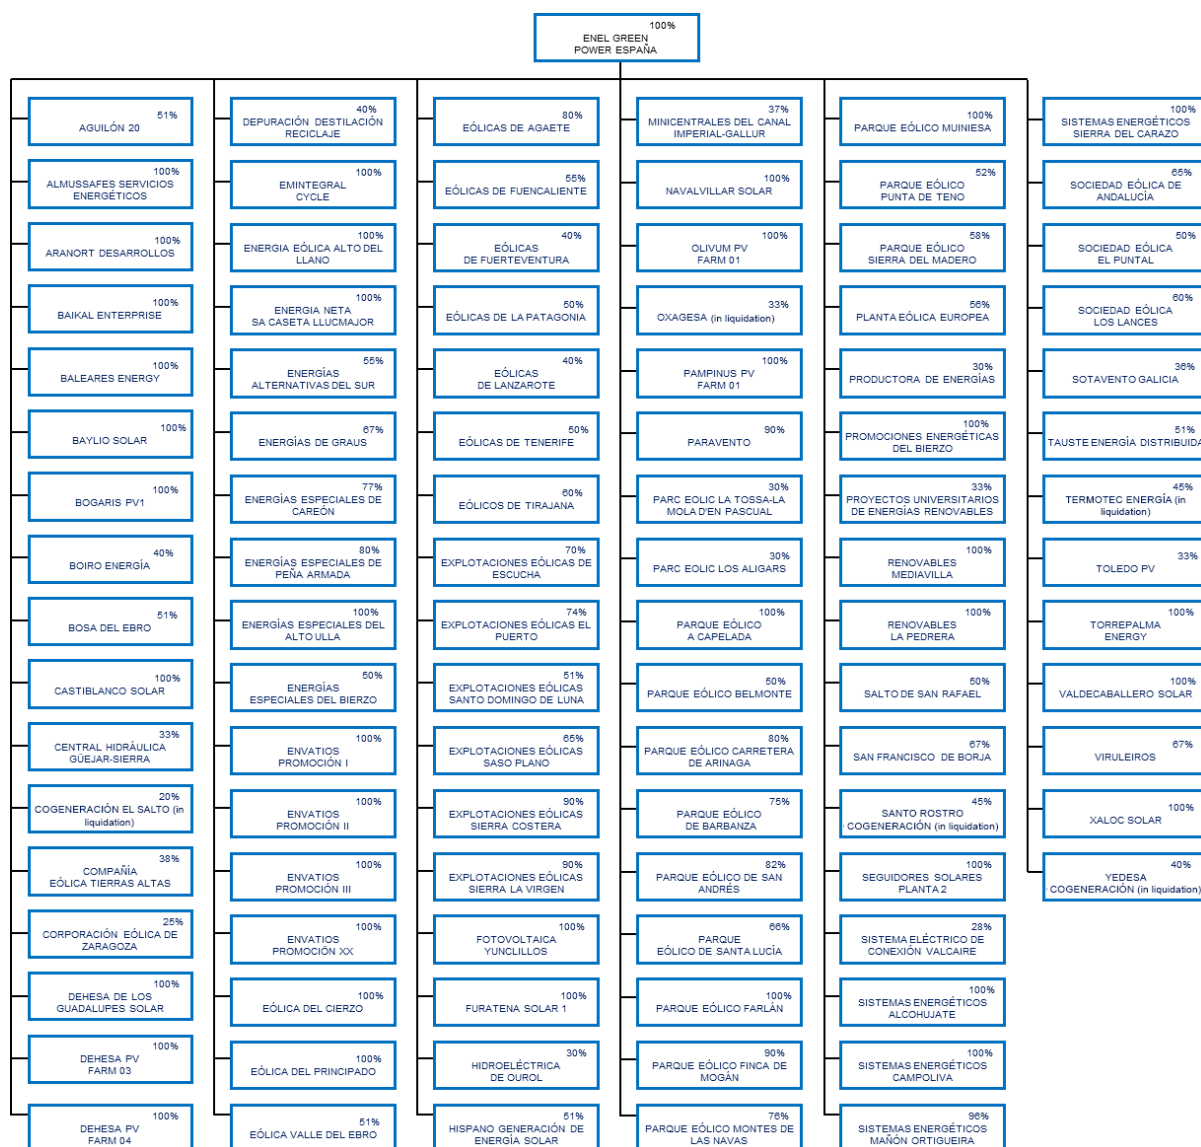 100%
ENEL GREEN
POWER ESPAÑA
51%
AGUILÓN 20
100%
ALMUSSAFES SERVICIOS
ENERGÉTICOS
100%
ARANORT DESARROLLOS
100%
BAIKAL ENTERPRISE
100%
BALEARES ENERGY
100%
BAYLIO SOLAR
100%
BOGARIS PV1
40%
BOIRO ENERGÍA
51%
BOSA DEL EBRO
100%
CASTIBLANCO SOLAR
33%
CENTRAL HIDRÁULICA
GÜEJAR-SIERRA
20%
COGENERACIÓN EL SALTO (in
liquidation)
38%
COMPAÑÍA
EÓLICA TIERRAS ALTAS
25%
CORPORACIÓN EÓLICA DE
ZARAGOZA
100%
DEHESA DE LOS
GUADALUPES SOLAR
100%
DEHESA PV
FARM 03
100%
DEHESA PV
FARM 04
40%
DEPURACIÓN DESTILACIÓN
RECICLAJE
100%
EMINTEGRAL
CYCLE
100%
ENERGIA EÓLICA ALTO DEL
LLANO
100%
ENERGIA NETA
SA CASETA LLUCMAJOR
55%
ENERGÍAS
ALTERNATIVAS DEL SUR
67%
ENERGÍAS DE GRAUS
77%
ENERGÍAS ESPECIALES DE
CAREÓN
80%
ENERGÍAS ESPECIALES DE
PEÑA ARMADA
100%
ENERGÍAS ESPECIALES DEL
ALTO ULLA
50%
ENERGÍAS
ESPECIALES DEL BIERZO
100%
ENVATIOS
PROMOCIÓN I
100%
ENVATIOS
PROMOCIÓN II
100%
ENVATIOS
PROMOCIÓN III
100%
ENVATIOS
PROMOCIÓN XX
100%
EÓLICA DEL CIERZO
100%
EÓLICA DEL PRINCIPADO
51%
EÓLICA VALLE DEL EBRO
80%
EÓLICAS DE AGAETE
55%
EÓLICAS DE FUENCALIENTE
40%
EÓLICAS
DE FUERTEVENTURA
50%
EÓLICAS DE LA PATAGONIA
40%
EÓLICAS
DE LANZAROTE
50%
EÓLICAS DE TENERIFE
60%
EÓLICOS DE TIRAJANA
70%
EXPLOTACIONES EÓLICAS DE
ESCUCHA
74%
EXPLOTACIONES EÓLICAS EL
PUERTO
51%
EXPLOTACIONES EÓLICAS
SANTO DOMINGO DE LUNA
65%
EXPLOTACIONES EÓLICAS
SASO PLANO
90%
EXPLOTACIONES EÓLICAS
SIERRA COSTERA
90%
EXPLOTACIONES EÓLICAS
SIERRA LA VIRGEN
100%
FOTOVOLTAICA
YUNCLILLOS
100%
FURATENA SOLAR 1
30%
HIDROELÉCTRICA
DE OUROL
51%
HISPANO GENERACIÓN DE
ENERGÍA SOLAR
37%
MINICENTRALES DEL CANAL
IMPERIAL-GALLUR
100%
NAVALVILLAR SOLAR
100%
OLIVUM PV
FARM 01
33%
OXAGESA (in liquidation)
100%
PAMPINUS PV
FARM 01
90%
PARAVENTO
30%
PARC EOLIC LA TOSSA-LA
MOLA D'EN PASCUAL
30%
PARC EOLIC LOS ALIGARS
100%
PARQUE EÓLICO
A CAPELADA
50%
PARQUE EÓLICO BELMONTE
80%
PARQUE EÓLICO CARRETERA
DE ARINAGA
75%
PARQUE EÓLICO
DE BARBANZA
82%
PARQUE EÓLICO DE SAN
ANDRÉS
66%
PARQUE
EÓLICO DE SANTA LUCÍA
100%
PARQUE EÓLICO FARLÁN
90%
PARQUE EÓLICO FINCA DE
MOGÁN
76%
PARQUE EÓLICO MONTES DE
LAS NAVAS
100%
PARQUE EÓLICO MUINIESA
52%
PARQUE EÓLICO
PUNTA DE TENO
58%
PARQUE EÓLICO
SIERRA DEL MADERO
56%
PLANTA EÓLICA EUROPEA
30%
PRODUCTORA DE ENERGÍAS
100%
PROMOCIONES ENERGÉTICAS
DEL BIERZO
33%
PROYECTOS UNIVERSITARIOS
DE ENERGÍAS RENOVABLES
100%
RENOVABLES
MEDIAVILLA
100%
RENOVABLES
LA PEDRERA
50%
SALTO DE SAN RAFAEL
67%
SAN FRANCISCO DE BORJA
45%
SANTO ROSTRO
COGENERACIÓN (in liquidation)
100%
SEGUIDORES SOLARES
PLANTA 2
28%
SISTEMA ELÉCTRICO DE
CONEXIÓN VALCAIRE
100%
SISTEMAS ENERGÉTICOS
ALCOHUJATE
100%
SISTEMAS ENERGÉTICOS
CAMPOLIVA
96%
SISTEMAS ENERGÉTICOS
MAÑÓN ORTIGUEIRA
100%
SISTEMAS ENERGÉTICOS
SIERRA DEL CARAZO
65%
SOCIEDAD EÓLICA DE
ANDALUCÍA
50%
SOCIEDAD EÓLICA
EL PUNTAL
60%
SOCIEDAD EÓLICA
LOS LANCES
36%
SOTAVENTO GALICIA
51%
TAUSTE ENERGÍA DISTRIBUIDA
45%
TERMOTEC ENERGÍA (in
liquidation)
33%
TOLEDO PV
100%
TORREPALMA
ENERGY
100%
VALDECABALLERO SOLAR
67%
VIRULEIROS
100%
XALOC SOLAR
40%
YEDESA
COGENERACIÓN (in liquidation)